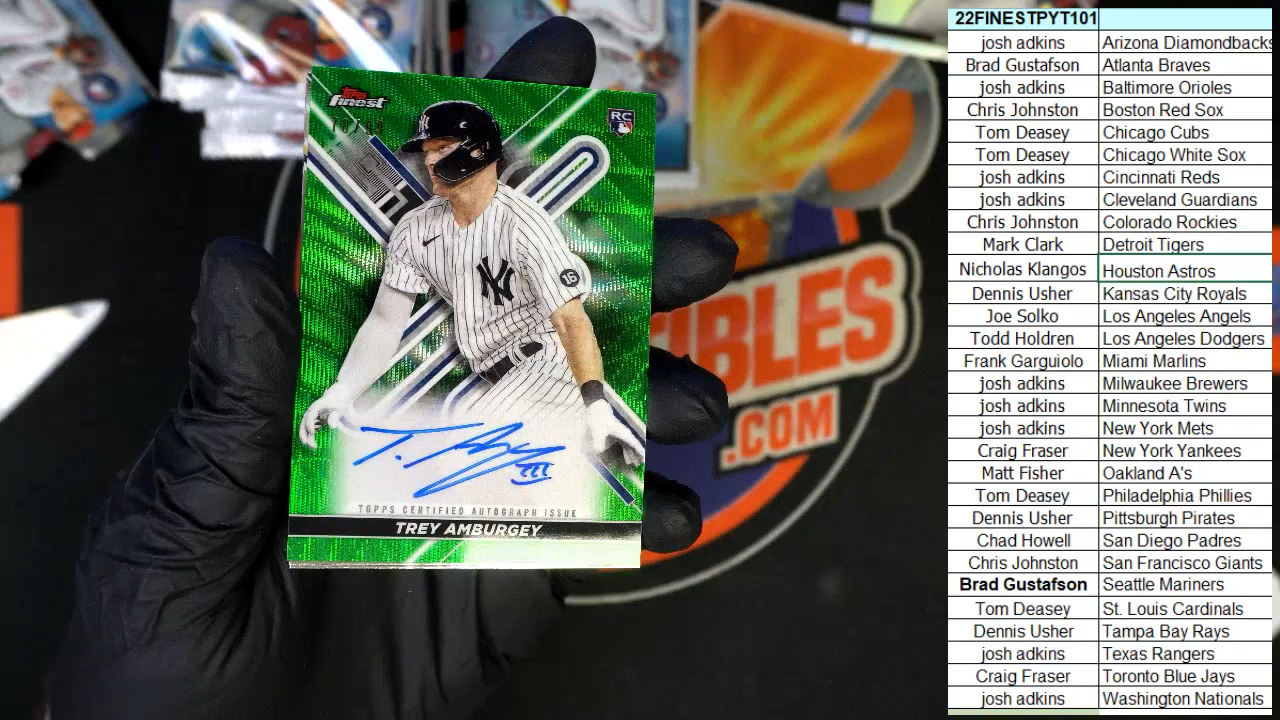 TOPPS
finest
RC
NY
16
T. Amy III
TOPPS CERTIFIED AUTOGRAPH ISSUE
TREY AMBURGEY
IBLES
.COM
22FINESTPYT101
josh adkins Arizona Diamondbacks
Brad Gustafson Atlanta Braves
josh adkins Baltimore Orioles
Chris Johnston Boston Red Sox
Tom Deasey Chicago Cubs
Tom Deasey Chicago White Sox
josh adkins Cincinnati Reds
josh adkins Cleveland Guardians
Chris Johnston Colorado Rockies
Mark Clark Detroit Tigers
Nicholas Klangos Houston Astros
Dennis Usher Kansas City Royals
Joe Solko Los Angeles Angels
Todd Holdren Los Angeles Dodgers
Frank Garguiolo Miami Marlins
josh adkins Milwaukee Brewers
josh adkins Minnesota Twins
josh adkins New York Mets
Craig Fraser New York Yankees
Matt Fisher Oakland A's
Tom Deasey Philadelphia Phillies
Dennis Usher Pittsburgh Pirates
Chad Howell San Diego Padres
Chris Johnston San Francisco Giants
Brad Gustafson Seattle Mariners
Tom Deasey St. Louis Cardinals
Dennis Usher Tampa Bay Rays
josh adkins Texas Rangers
Craig Fraser Toronto Blue Jays
josh adkins Washington Nationals